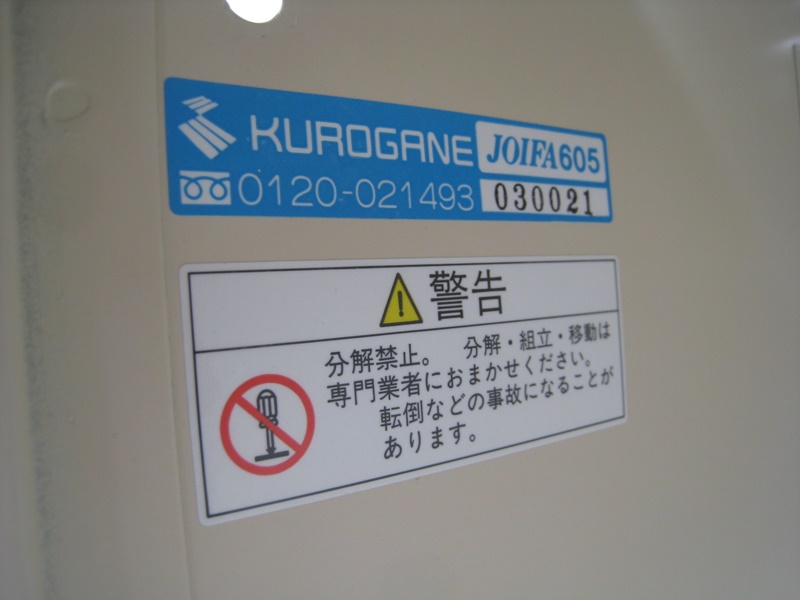 KUROGANE JOIFA605
0120-021493 030021
警告
分解禁止。 分解・組立・移動は
専門業者におまかせください。
転倒などの事故になることが
あります。